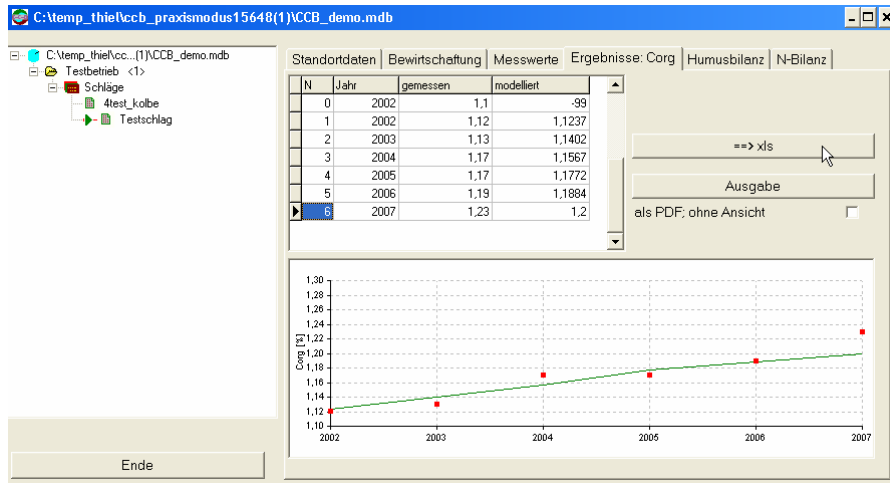 C:\temp_thiel\ccb_praxismodus15648(1)\CCB_demo.mdb
C:\temp_thiel\cc...(1)\CCB_demo.mdb
Testbetrieb <1>
Schläge
4test_kolbe
Testschlag
Ende
Standortdaten Bewirtschaftung Messwerte Ergebnisse: Corg Humusbilanz N-Bilanz
N Jahr gemessen modelliert
0 2002 1,1 -99
1 2002 1,12 1,1237
2 2003 1,13 1,1402
3 2004 1,17 1,1567
4 2005 1,17 1,1772
5 2006 1,19 1,1884
6 2007 1,23 1,2
==> xls
Ausgabe
als PDF; ohne Ansicht
Corg [%]
1,30
1,28
1,26
1,24
1,22
1,20
1,18
1,16
1,14
1,12
1,10
2002 2003 2004 2005 2006 2007